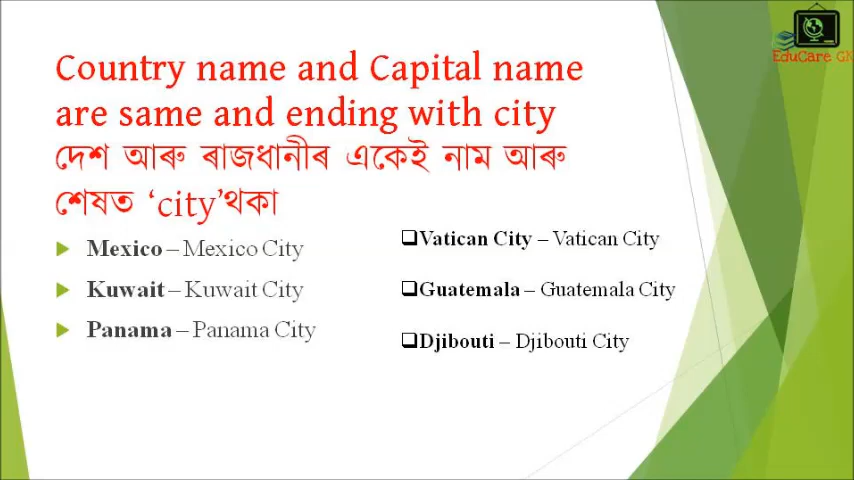 EduCare GK
Country name and Capital name
are same and ending with city
দেশ আৰু ৰাজধানীৰ একেই নাম আৰু
শেষত ‘city’থকা
Mexico – Mexico City
Kuwait – Kuwait City
Panama – Panama City
Vatican City – Vatican City
Guatemala – Guatemala City
Djibouti – Djibouti City